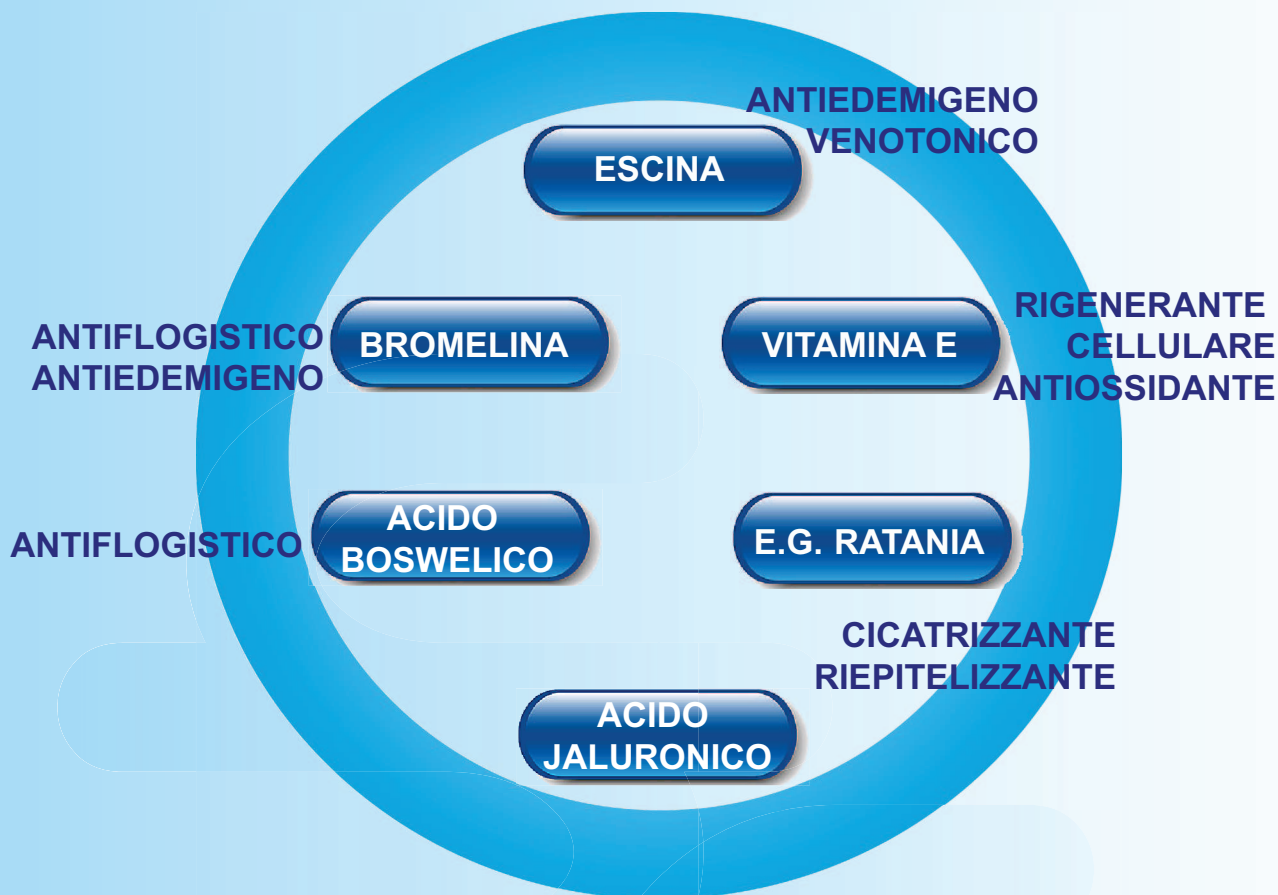 ANTIEDEMIGENO
VENOTONICO
ESCINA
ANTIFLOGISTICO
ANTIEDEMIGENO
BROMELINA
VITAMINA E
RIGENERANTE
CELLULARE
ANTIOSSIDANTE
ANTIFLOGISTICO
ACIDO
BOSWELICO
E.G. RATANIA
CICATRIZZANTE
RIEPITELIZZANTE
ACIDO
JALURONICO